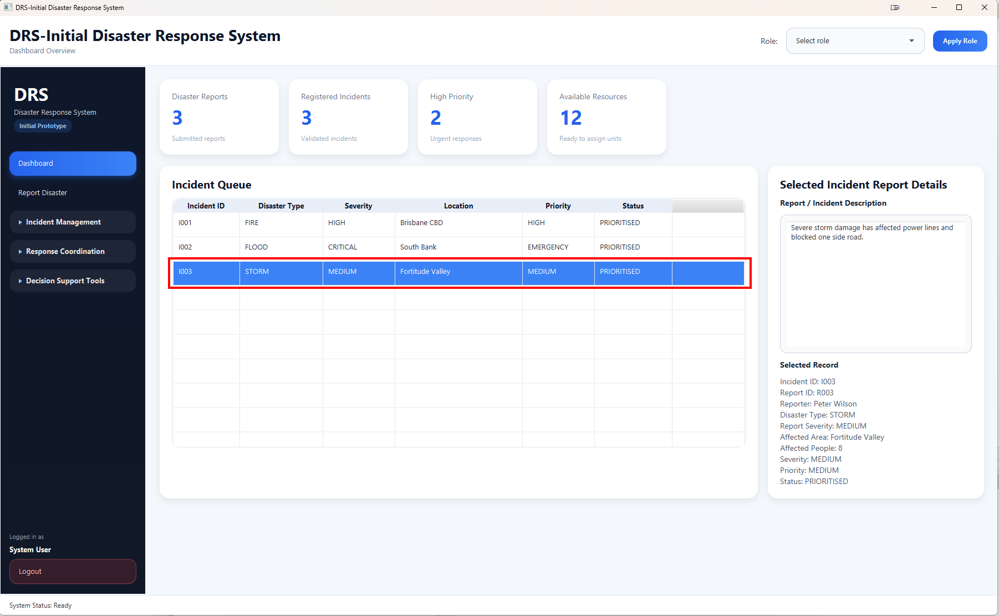 DRS-Initial Disaster Response System
DRS-Initial Disaster Response System
Dashboard Overview
Role:
Select role
Apply Role
DRS
Disaster Response System
Initial Prototype
Dashboard
Report Disaster
Incident Management
Response Coordination
Decision Support Tools
Logged in as
System User
Logout
Disaster Reports
3
Submitted reports
Registered Incidents
3
Validated incidents
High Priority
2
Urgent responses
Available Resources
12
Ready to assign units
Incident Queue
Incident ID Disaster Type Severity Location Priority Status
I001 FIRE HIGH Brisbane CBD HIGH PRIORITISED
I002 FLOOD CRITICAL South Bank EMERGENCY PRIORITISED
I003 STORM MEDIUM Fortitude Valley MEDIUM PRIORITISED
Selected Incident Report Details
Report / Incident Description
Severe storm damage has affected power lines and
blocked one side road.
Selected Record
Incident ID: I003
Report ID: R003
Reporter: Peter Wilson
Disaster Type: STORM
Report Severity: MEDIUM
Affected Area: Fortitude Valley
Affected People: 8
Severity: MEDIUM
Priority: MEDIUM
Status: PRIORITISED
System Status: Ready